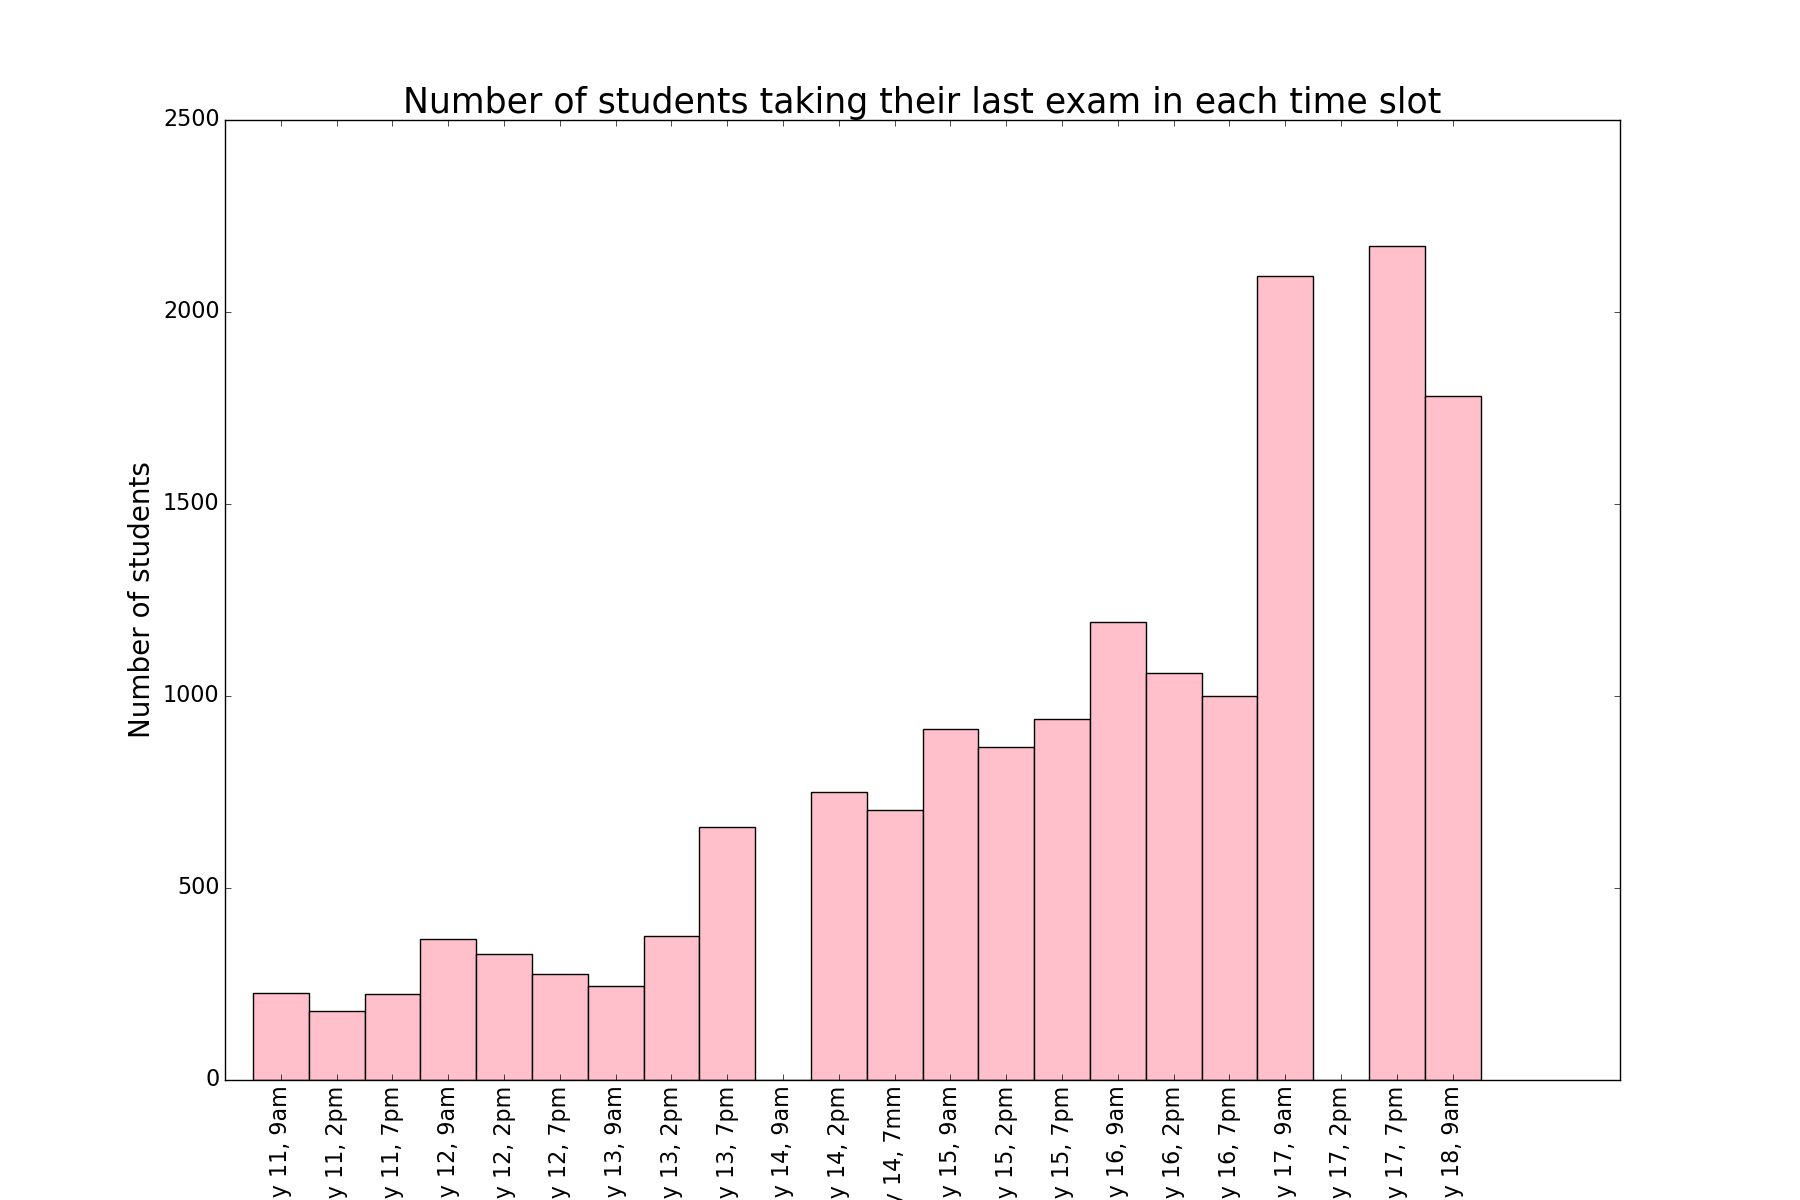 Number of students taking their last exam in each time slot
Number of students
2500
2000
1500
1000
500
0
y 11, 9am
y 11, 2pm
y 11, 7pm
y 12, 9am
y 12, 2pm
y 12, 7pm
y 13, 9am
y 13, 2pm
y 13, 7pm
y 14, 9am
y 14, 2pm
y 14, 7mm
y 15, 9am
y 15, 2pm
y 15, 7pm
y 16, 9am
y 16, 2pm
y 16, 7pm
y 17, 9am
y 17, 2pm
y 17, 7pm
y 18, 9am